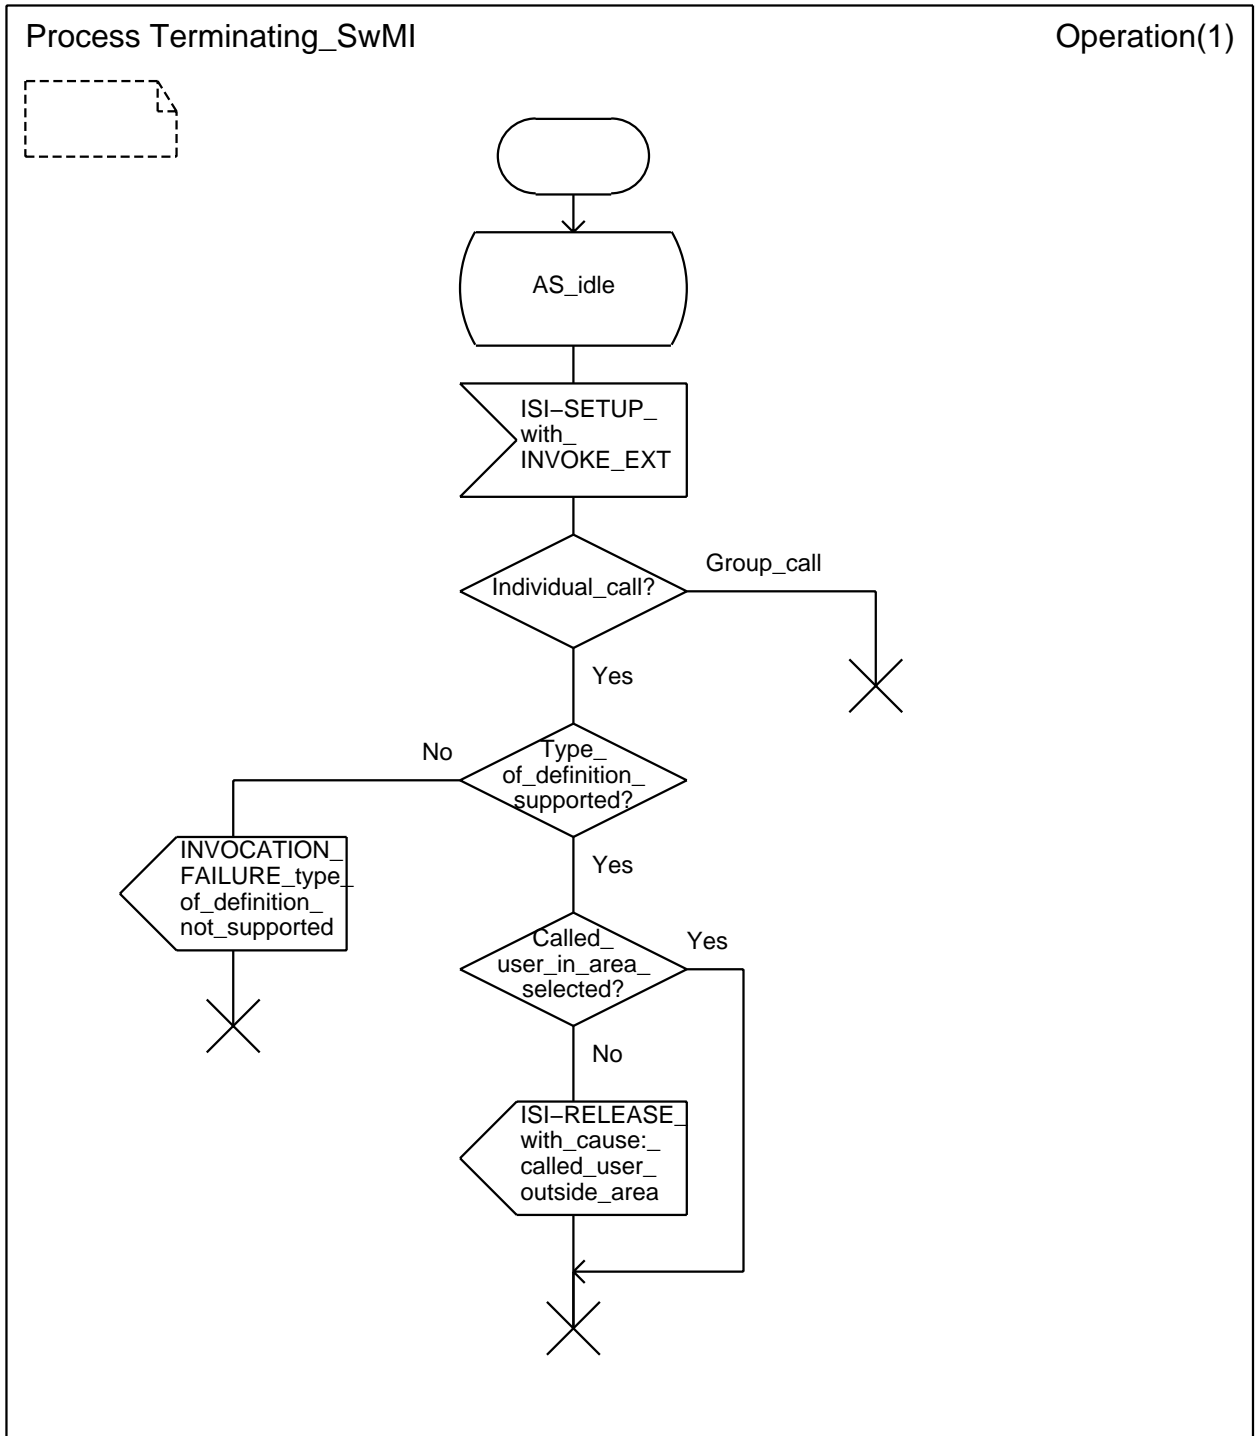 Process Terminating_SwMI
Operation(1)
AS_idle
ISI–SETUP_
with_
INVOKE_EXT
Individual_call?
Group_call
Yes
No
Type_
of_definition_
supported?
INVOCATION_
FAILURE_type_
of_definition_
not_supported
Yes
Called_
user_in_area_
selected?
Yes
No
ISI–RELEASE_
with_cause:_
called_user_
outside_area